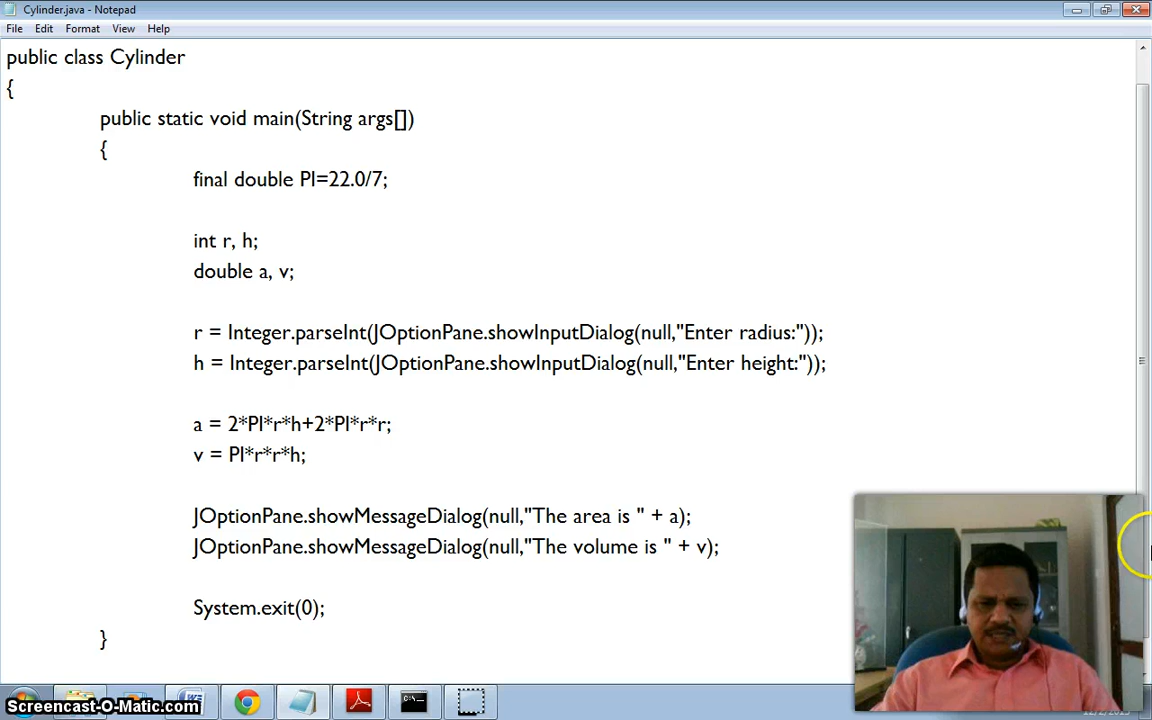 Cylinder.java - Notepad
File Edit Format View Help
public class Cylinder
{
public static void main(String args[])
{
final double PI=22.0/7;
int r, h;
double a, v;
r = Integer.parseInt(JOptionPane.showInputDialog(null,"Enter radius:"));
h = Integer.parseInt(JOptionPane.showInputDialog(null,"Enter height:"));
a = 2*PI*r*h+2*PI*r*r;
v = PI*r*r*h;
JOptionPane.showMessageDialog(null,"The area is " + a);
JOptionPane.showMessageDialog(null,"The volume is " + v);
System.exit(0);
}
Screencast-O-Matic.com